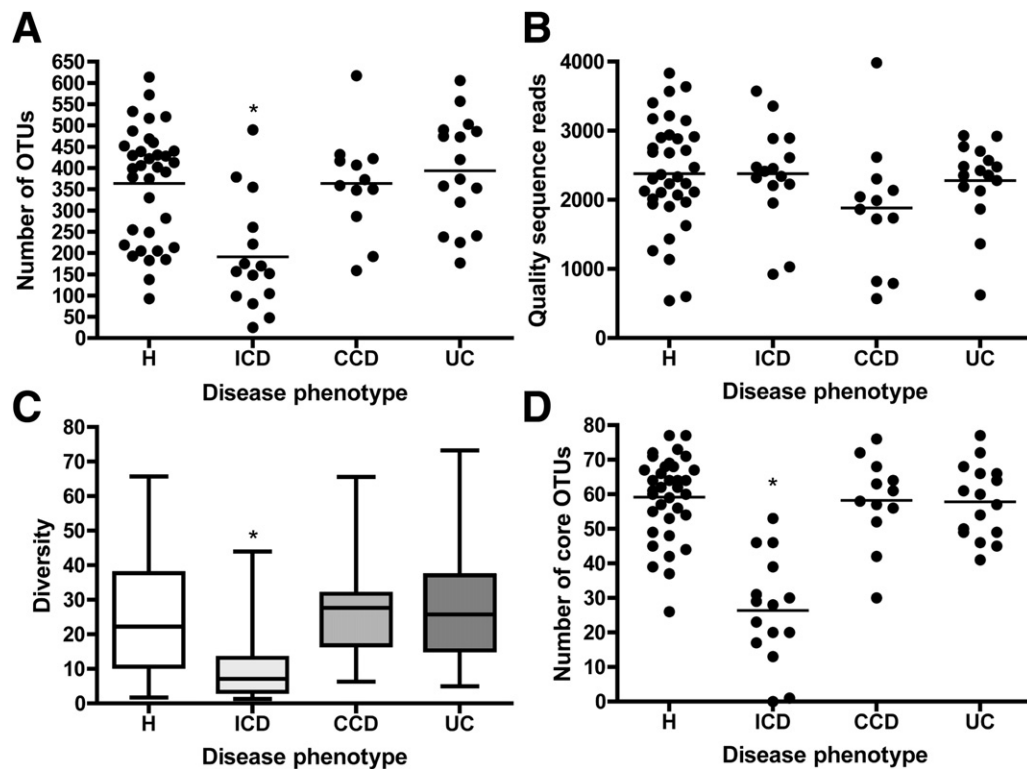 A
Number of OTUs
650
600
550
500
450
400
350
300
250
200
150
100
50
0
*
H ICD CCD UC
Disease phenotype
B
Quality sequence reads
4000
3000
2000
1000
0
H ICD CCD UC
Disease phenotype
C
Diversity
80
70
60
50
40
30
20
10
0
*
H ICD CCD UC
Disease phenotype
D
Number of core OTUs
80
70
60
50
40
30
20
10
0
*
H ICD CCD UC
Disease phenotype